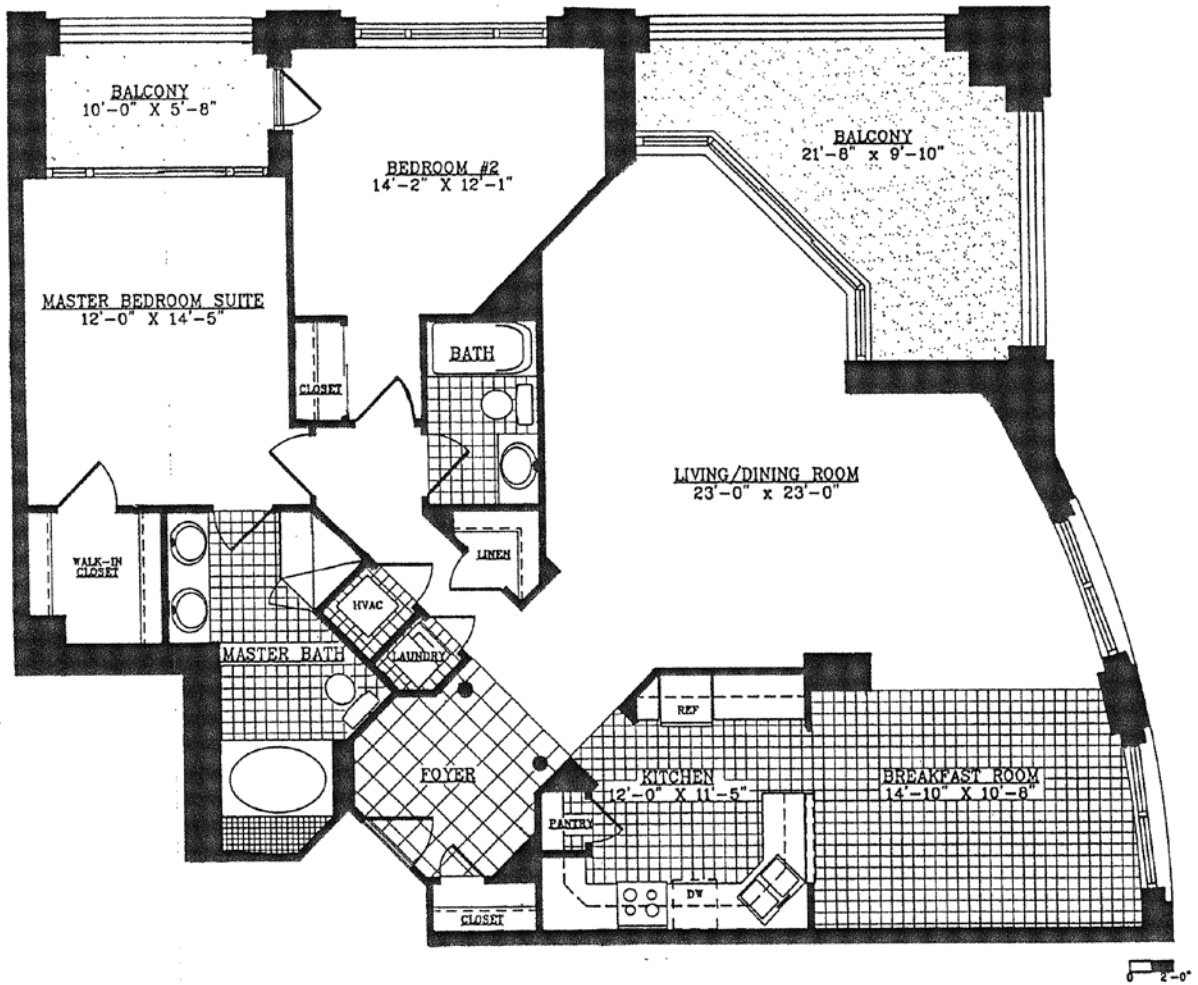 BALCONY
10'-0" X 5'-8"
BEDROOM #2
14'-2" X 12'-1"
BALCONY
21'-8" x 9'-10"
MASTER BEDROOM SUITE
12'-0" X 14'-5"
BATH
CLOSET
LIVING/DINING ROOM
23'-0" x 23'-0"
WALK-IN
CLOSET
LINEN
HVAC
LAUNDRY
MASTER BATH
REF
FOYER
KITCHEN
12'-0" X 11'-5"
BREAKFAST ROOM
14'-10" X 10'-8"
PANTRY
DW
CLOSET
0 2'-0"